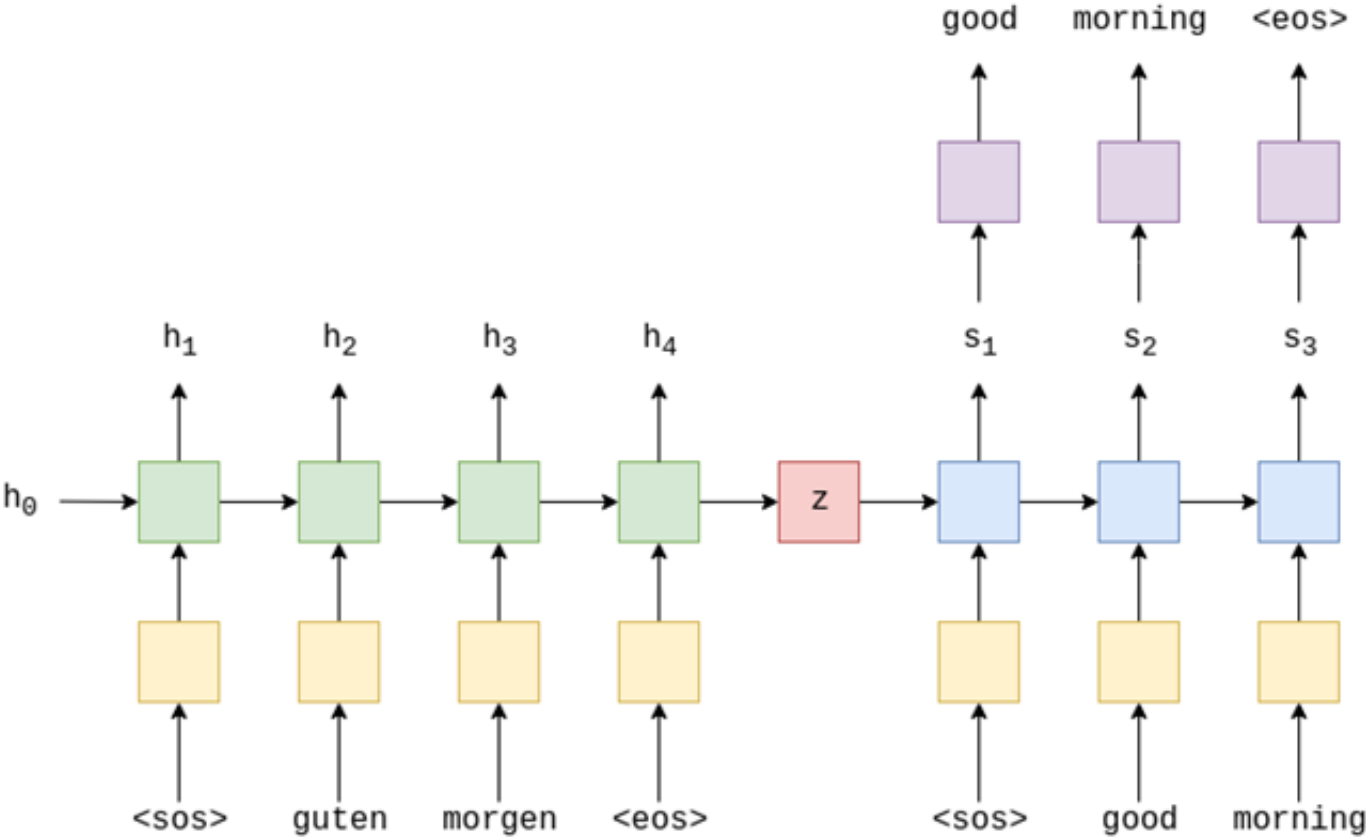 good morning <eos>
h₁ h₂ h₃ h₄ s₁ s₂ s₃
h₀ z
<sos> guten morgen <eos> <sos> good morning